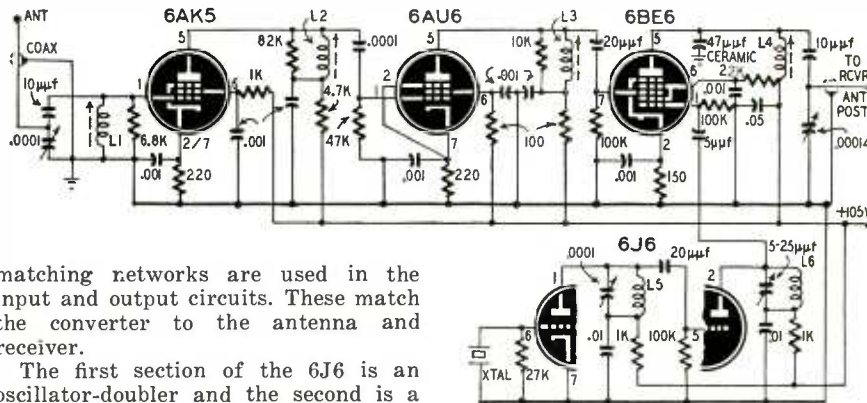 ANT
COAX
10μμf
.0001
L1
6.8K
.001
6AK5
5
1
6
2/7
220
1K
.001
82K
L2
4.7K
47K
.0001
6AU6
5
2
1
6
7
.001
220
10K
.001
L3
100
20μμf
6BE6
5
7
6
1
2
100K
.001
150
47μμf
CERAMIC
L4
.001
100K
.05
5μμf
10μμf
TO
RCVR
ANT
POST
.00014
+105V
6J6
XTAL
6
27K
1
7
.0001
.01
L5
1K
20μμf
100K
5
2
5-25μμf
L6
.01
1K
matching networks are used in the
input and output circuits. These match
the converter to the antenna and
receiver.
The first section of the 6J6 is an
oscillator-doubler and the second is a